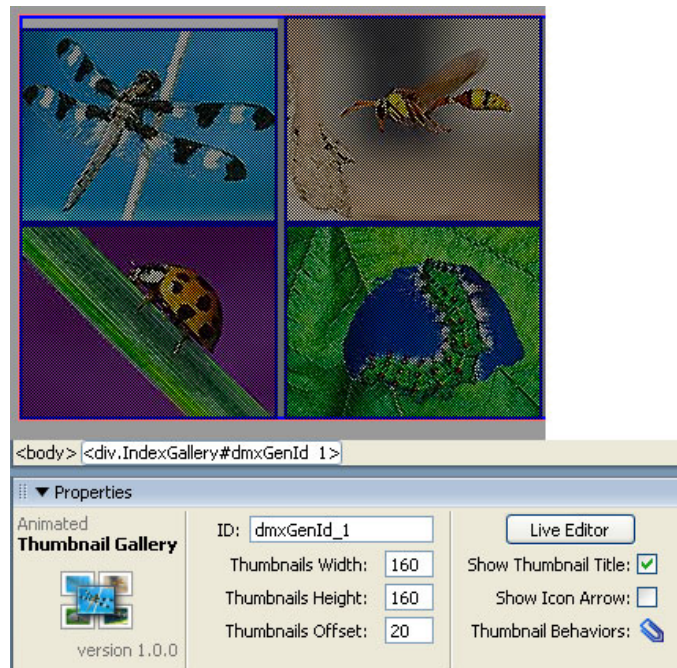 <body> <div.IndexGallery#dmxGenId_1>
▼ Properties
Animated
Thumbnail Gallery
version 1.0.0
ID: dmxGenId_1
Thumbnails Width: 160
Thumbnails Height: 160
Thumbnails Offset: 20
Live Editor
Show Thumbnail Title:
Show Icon Arrow:
Thumbnail Behaviors: